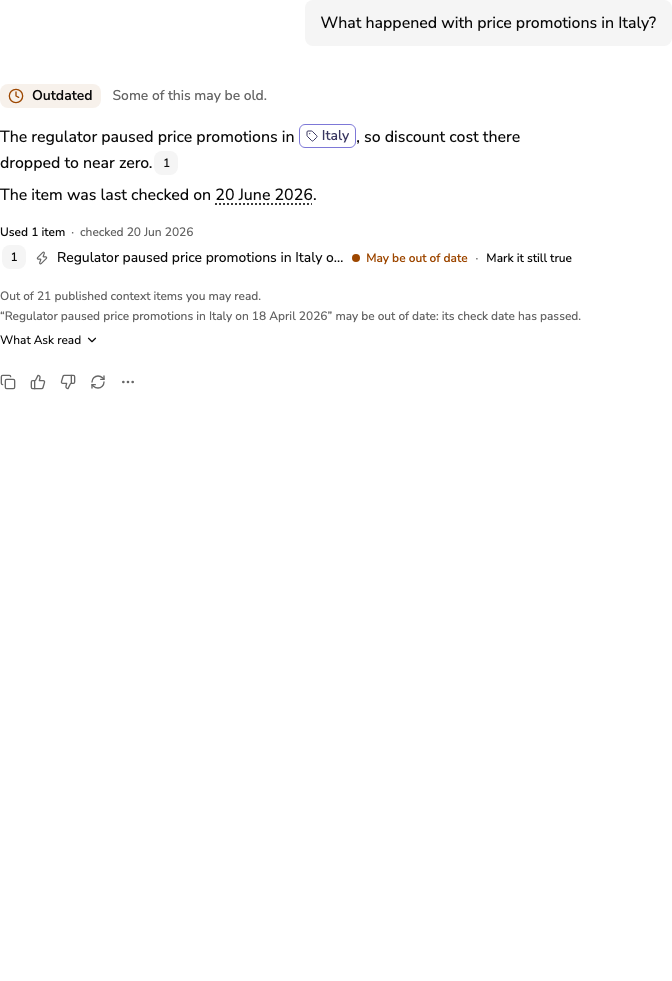 What happened with price promotions in Italy?
Outdated Some of this may be old.
The regulator paused price promotions in Italy, so discount cost there
dropped to near zero. 1
The item was last checked on 20 June 2026.
Used 1 item · checked 20 Jun 2026
1 Regulator paused price promotions in Italy o... May be out of date · Mark it still true
Out of 21 published context items you may read.
“Regulator paused price promotions in Italy on 18 April 2026” may be out of date: its check date has passed.
What Ask read